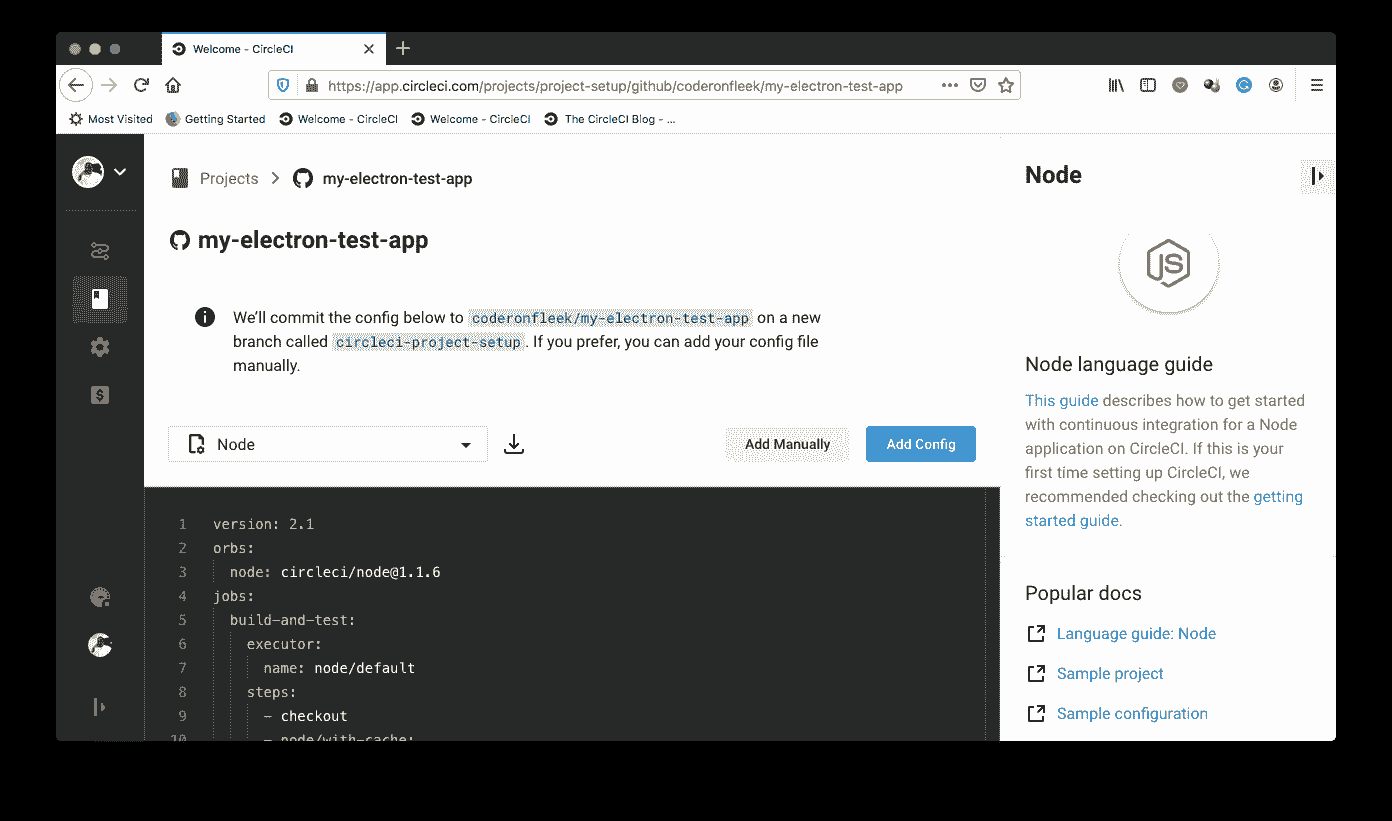 Welcome - CircleCI
https://app.circleci.com/projects/project-setup/github/coderonfleek/my-electron-test-app
Most Visited Getting Started Welcome - CircleCI Welcome - CircleCI The CircleCI Blog - ...
Projects > my-electron-test-app
my-electron-test-app
We'll commit the config below to coderonfleek/my-electron-test-app on a new
branch called circleci-project-setup. If you prefer, you can add your config file
manually.
Node
Add Manually
Add Config
1 version: 2.1
2 orbs:
3 node: circleci/node@1.1.6
4 jobs:
5 build-and-test:
6 executor:
7 name: node/default
8 steps:
9 - checkout
10 - node/with-cache:
Node
JS
Node language guide
This guide describes how to get started
with continuous integration for a Node
application on CircleCI. If this is your
first time setting up CircleCI, we
recommended checking out the getting
started guide.
Popular docs
Language guide: Node
Sample project
Sample configuration